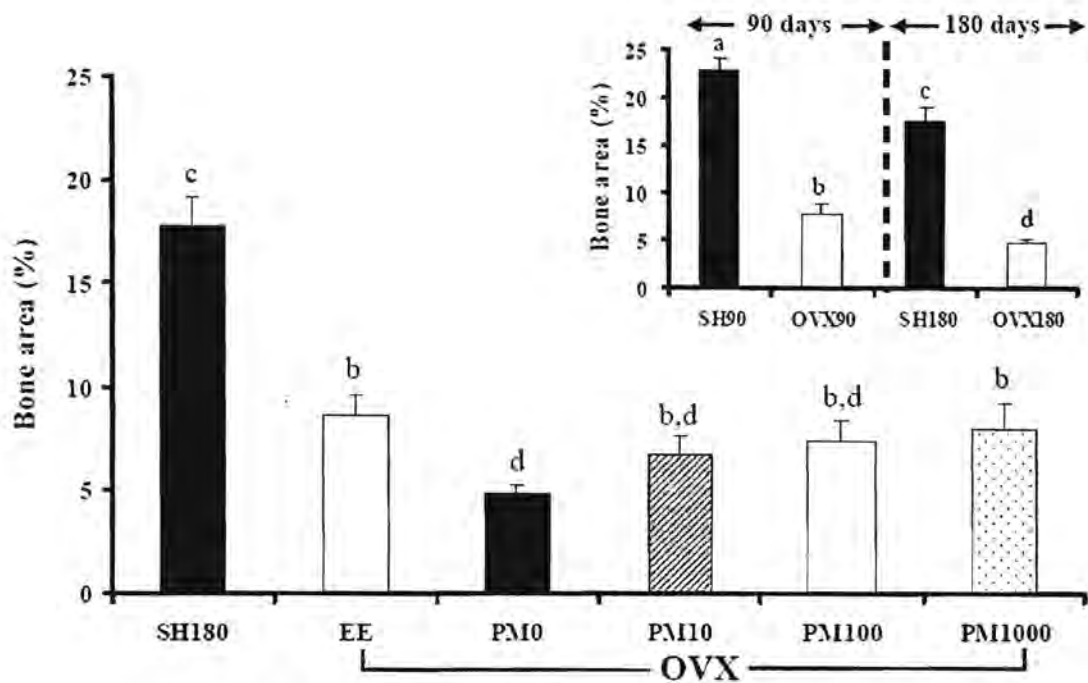 90 days 180 days
25
20
15
10
5
0
Bone area (%)
a
b
c
d
SH90 OVX90 SH180 OVX180
25
20
15
10
5
0
Bone area (%)
c
b
d
b,d
b,d
b
SH180 EE PM0 PM10 PM100 PM1000
OVX